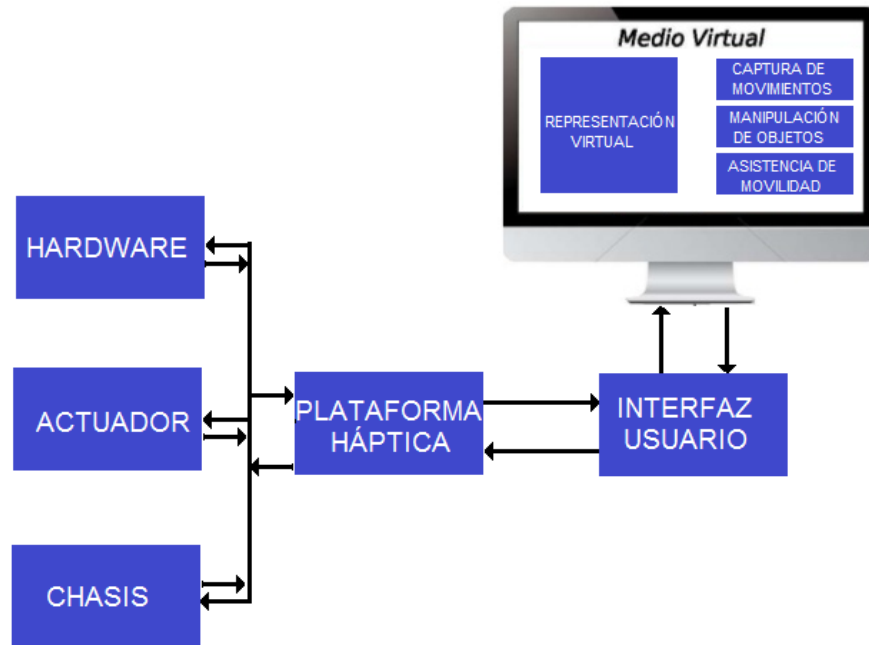 Medio Virtual
REPRESENTACIÓN
VIRTUAL
CAPTURA DE
MOVIMIENTOS
MANIPULACIÓN
DE OBJETOS
ASISTENCIA DE
MOVILIDAD
HARDWARE
ACTUADOR
CHASIS
PLATAFORMA
HÁPTICA
INTERFAZ
USUARIO